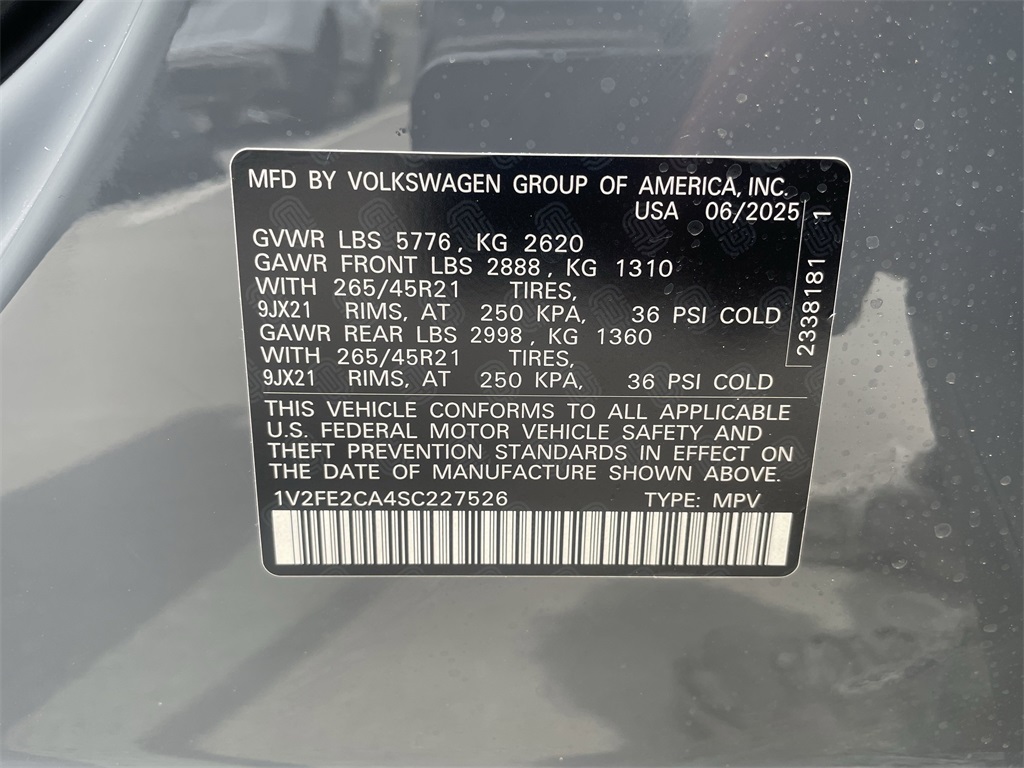 MFD BY VOLKSWAGEN GROUP OF AMERICA, INC.
USA 06/2025
GVWR LBS 5776, KG 2620
GAWR FRONT LBS 2888, KG 1310
WITH 265/45R21 TIRES,
9JX21 RIMS, AT 250 KPA, 36 PSI COLD
GAWR REAR LBS 2998, KG 1360
WITH 265/45R21 TIRES,
9JX21 RIMS, AT 250 KPA, 36 PSI COLD
2338181 1
THIS VEHICLE CONFORMS TO ALL APPLICABLE
U.S. FEDERAL MOTOR VEHICLE SAFETY AND
THEFT PREVENTION STANDARDS IN EFFECT ON
THE DATE OF MANUFACTURE SHOWN ABOVE.
1V2FE2CA4SC227526 TYPE: MPV